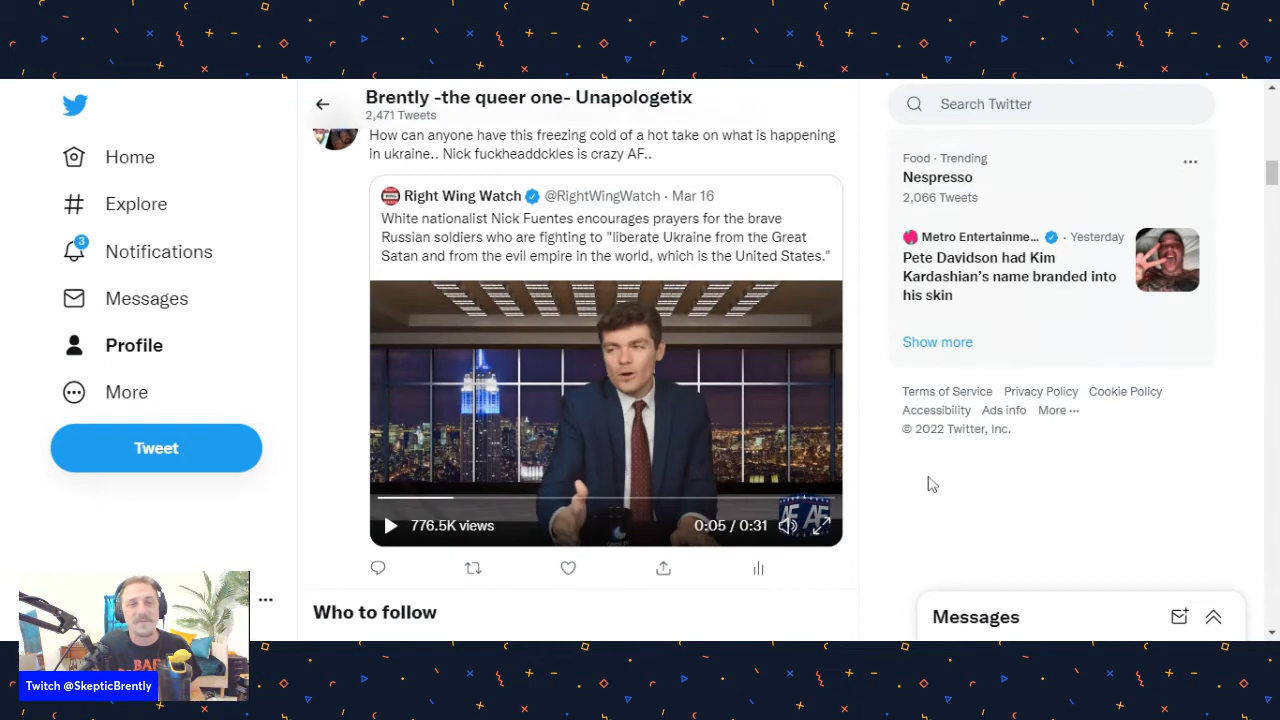 Home
Explore
3
Notifications
Messages
Profile
More
Tweet
Brently -the queer one- Unapologetix
2,471 Tweets
How can anyone have this freezing cold of a hot take on what is happening
in ukraine.. Nick fuckheaddckles is crazy AF..
Right Wing Watch @RightWingWatch · Mar 16
White nationalist Nick Fuentes encourages prayers for the brave
Russian soldiers who are fighting to "liberate Ukraine from the Great
Satan and from the evil empire in the world, which is the United States."
776.5K views
0:05 / 0:31
AF
Who to follow
Search Twitter
Food · Trending
Nespresso
2,066 Tweets
Metro Entertainme... · Yesterday
Pete Davidson had Kim
Kardashian’s name branded into
his skin
Show more
Terms of Service Privacy Policy Cookie Policy
Accessibility Ads info More ···
© 2022 Twitter, Inc.
Messages
Twitch @SkepticBrently